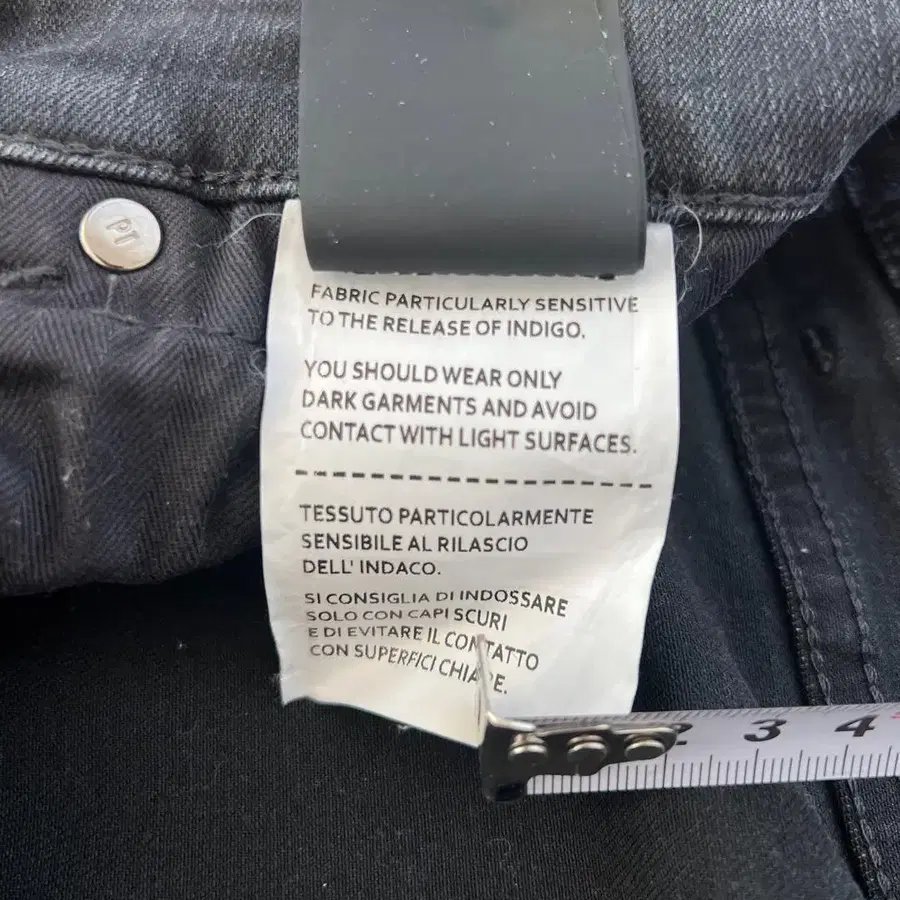 PT
FABRIC PARTICULARLY SENSITIVE
TO THE RELEASE OF INDIGO.
YOU SHOULD WEAR ONLY
DARK GARMENTS AND AVOID
CONTACT WITH LIGHT SURFACES.
TESSUTO PARTICOLARMENTE
SENSIBILE AL RILASCIO
DELL' INDACO.
SI CONSIGLIA DI INDOSSARE
SOLO CON CAPI SCURI
E DI EVITARE IL CONTATTO
CON SUPERFICI CHIARE.
2 3 4